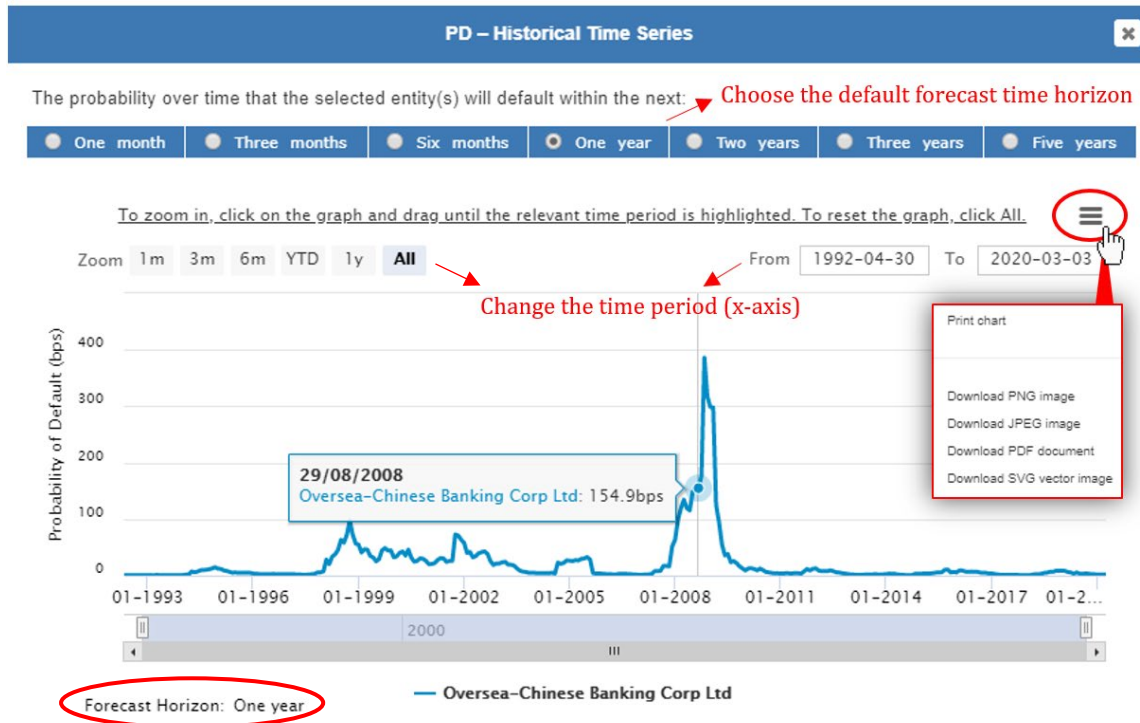 PD – Historical Time Series
The probability over time that the selected entity(s) will default within the next:
Choose the default forecast time horizon
One month Three months Six months One year Two years Three years Five years
To zoom in, click on the graph and drag until the relevant time period is highlighted. To reset the graph, click All.
Zoom 1m 3m 6m YTD 1y All From 1992-04-30 To 2020-03-03
Change the time period (x-axis)
Print chart
Download PNG image
Download JPEG image
Download PDF document
Download SVG vector image
Probability of Default (bps)
400
300
200
100
0
29/08/2008
Oversea-Chinese Banking Corp Ltd: 154.9bps
01-1993 01-1996 01-1999 01-2002 01-2005 01-2008 01-2011 01-2014 01-2017 01-2...
2000
Oversea-Chinese Banking Corp Ltd
Forecast Horizon: One year